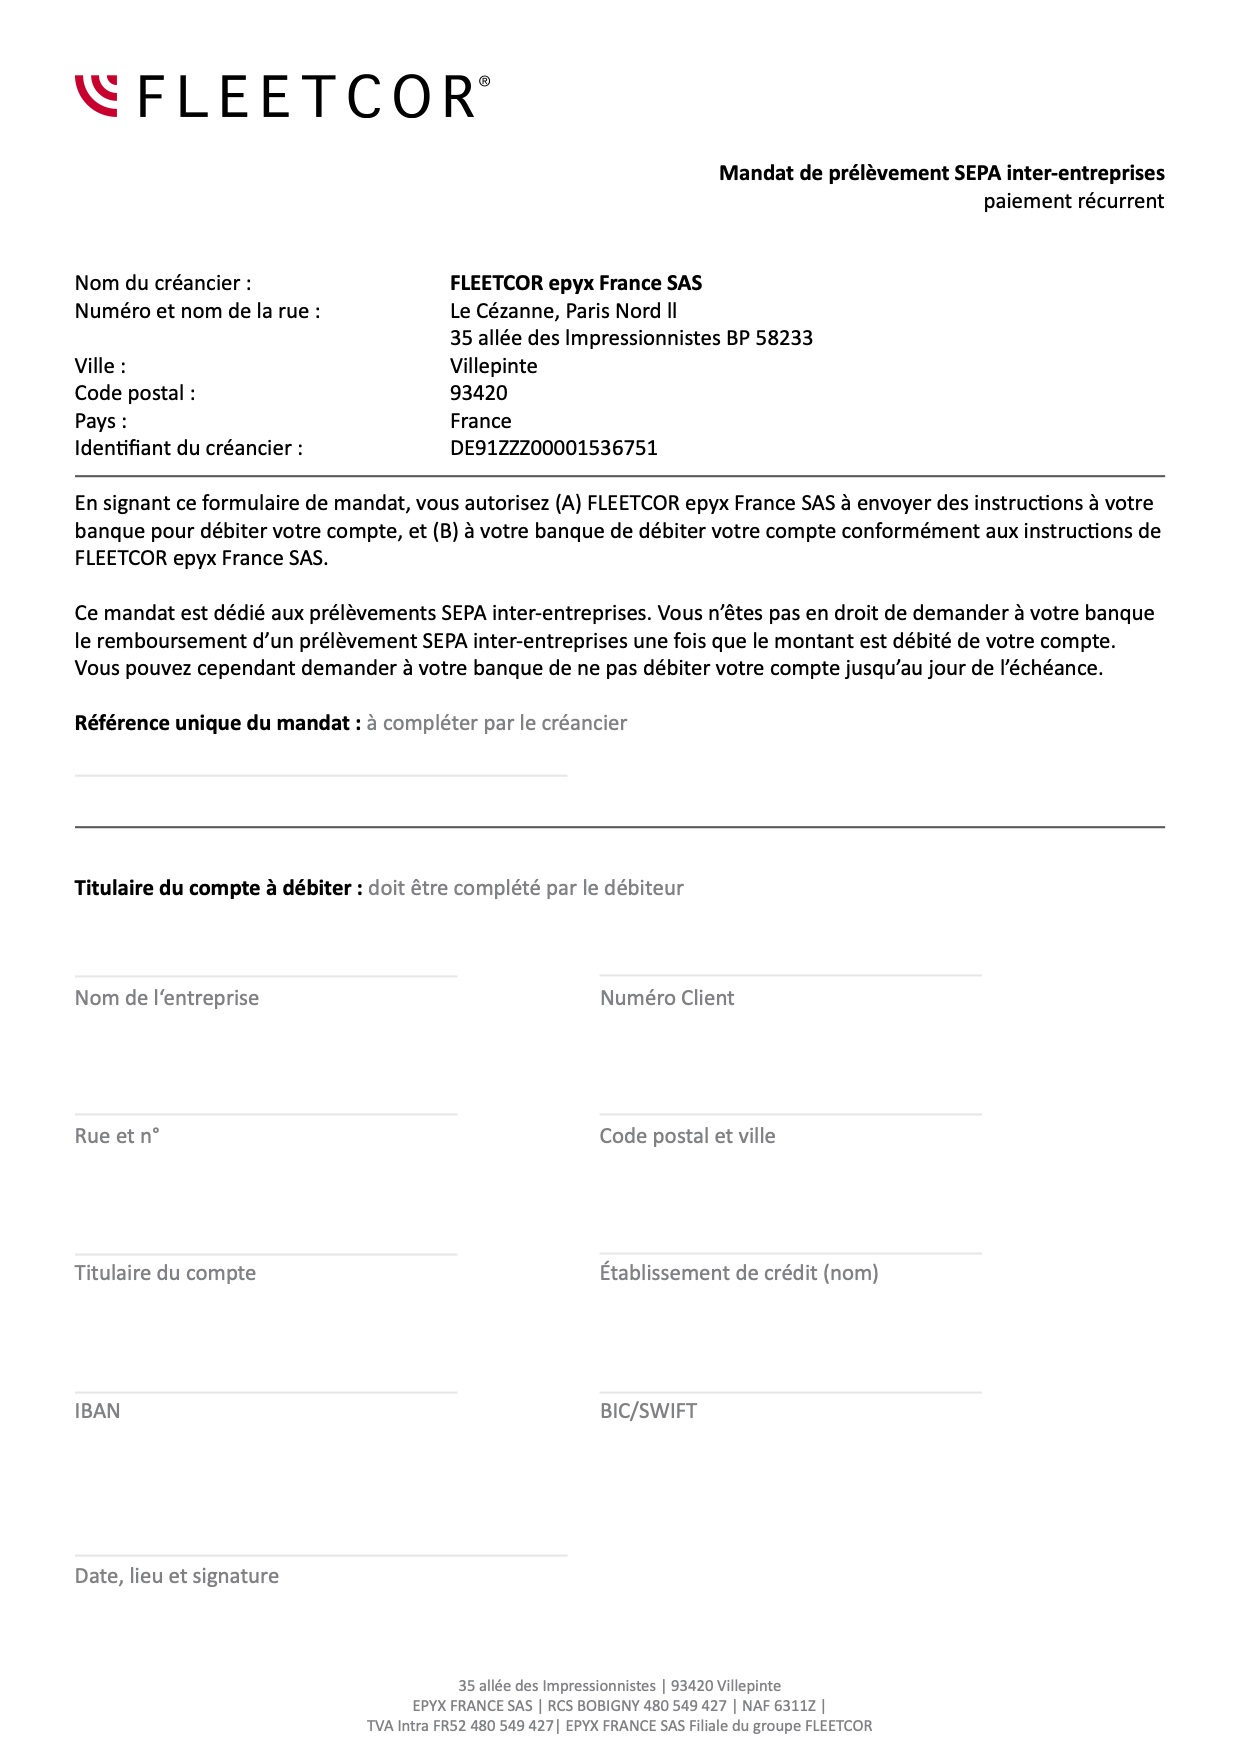 FLEETCOR®
Mandat de prélèvement SEPA inter-entreprises
paiement récurrent
Nom du créancier : FLEETCOR epyx France SAS
Numéro et nom de la rue : Le Cézanne, Paris Nord ll
35 allée des lmpressionnistes BP 58233
Ville : Villepinte
Code postal : 93420
Pays : France
Identifiant du créancier : DE91ZZZ00001536751
En signant ce formulaire de mandat, vous autorisez (A) FLEETCOR epyx France SAS à envoyer des instructions à votre
banque pour débiter votre compte, et (B) à votre banque de débiter votre compte conformément aux instructions de
FLEETCOR epyx France SAS.
Ce mandat est dédié aux prélèvements SEPA inter-entreprises. Vous n’êtes pas en droit de demander à votre banque
le remboursement d’un prélèvement SEPA inter-entreprises une fois que le montant est débité de votre compte.
Vous pouvez cependant demander à votre banque de ne pas débiter votre compte jusqu’au jour de l’échéance.
Référence unique du mandat : à compléter par le créancier
Titulaire du compte à débiter : doit être complété par le débiteur
Nom de l‘entreprise Numéro Client
Rue et n° Code postal et ville
Titulaire du compte Établissement de crédit (nom)
IBAN BIC/SWIFT
Date, lieu et signature
35 allée des Impressionnistes | 93420 Villepinte
EPYX FRANCE SAS | RCS BOBIGNY 480 549 427 | NAF 6311Z |
TVA Intra FR52 480 549 427| EPYX FRANCE SAS Filiale du groupe FLEETCOR